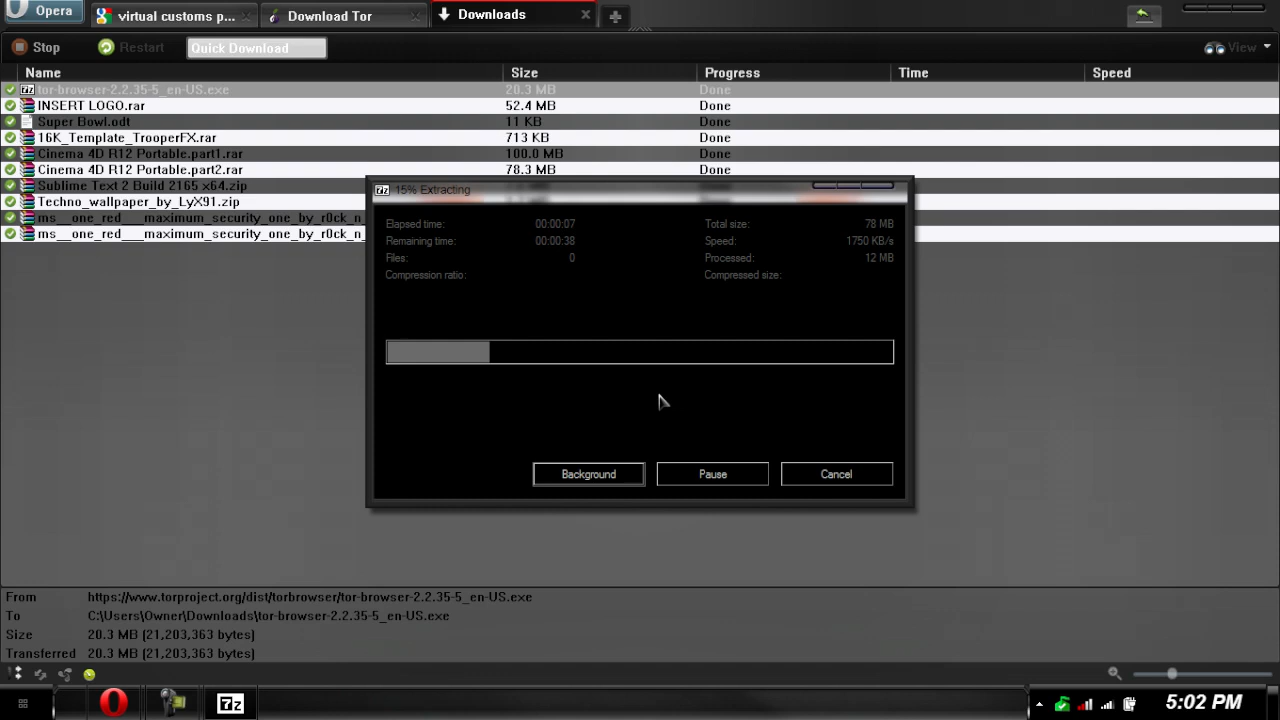 Opera
virtual customs p...
Download Tor
Downloads
Stop
Restart
Quick Download
View
Name Size Progress Time Speed
tor-browser-2.2.35-5_en-US.exe 20.3 MB Done
INSERT LOGO.rar 52.4 MB Done
Super Bowl.odt 11 KB Done
16K_Template_TrooperFX.rar 713 KB Done
Cinema 4D R12 Portable.part1.rar 100.0 MB Done
Cinema 4D R12 Portable.part2.rar 78.3 MB Done
Sublime Text 2 Build 2165 x64.zip
Techno_wallpaper_by_LyX91.zip
ms__one_red___maximum_security_one_by_r0ck_n
ms__one_red___maximum_security_one_by_r0ck_n
7z 15% Extracting
Elapsed time: 00:00:07 Total size: 78 MB
Remaining time: 00:00:38 Speed: 1750 KB/s
Files: 0 Processed: 12 MB
Compression ratio: Compressed size:
Background Pause Cancel
From https://www.torproject.org/dist/torbrowser/tor-browser-2.2.35-5_en-US.exe
To C:\Users\Owner\Downloads\tor-browser-2.2.35-5_en-US.exe
Size 20.3 MB (21,203,363 bytes)
Transferred 20.3 MB (21,203,363 bytes)
7z
5:02 PM